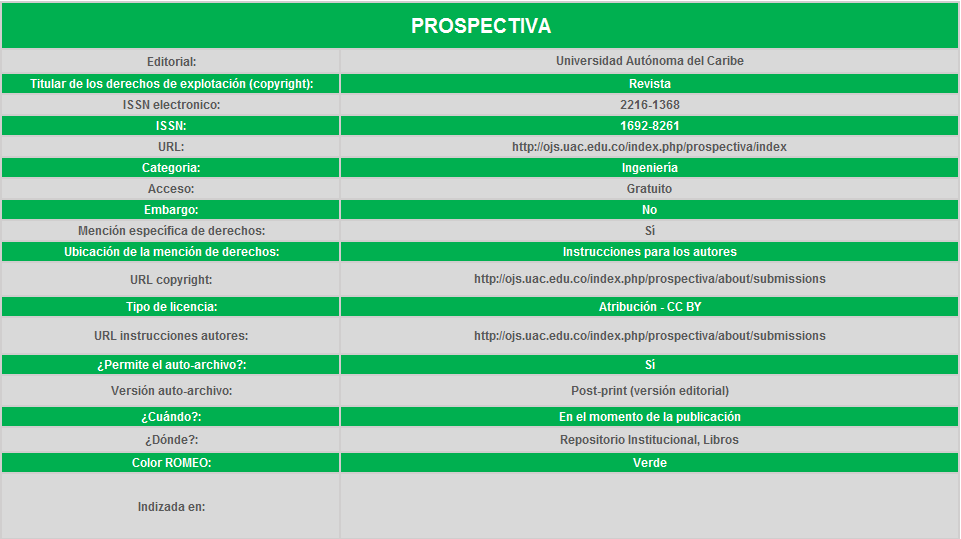 PROSPECTIVA
Editorial: Universidad Autónoma del Caribe
Titular de los derechos de explotación (copyright): Revista
ISSN electronico: 2216-1368
ISSN: 1692-8261
URL: http://ojs.uac.edu.co/index.php/prospectiva/index
Categoría: Ingeniería
Acceso: Gratuito
Embargo: No
Mención específica de derechos: Sí
Ubicación de la mención de derechos: Instrucciones para los autores
URL copyright: http://ojs.uac.edu.co/index.php/prospectiva/about/submissions
Tipo de licencia: Atribución - CC BY
URL instrucciones autores: http://ojs.uac.edu.co/index.php/prospectiva/about/submissions
¿Permite el auto-archivo?: Sí
Versión auto-archivo: Post-print (versión editorial)
¿Cuándo?: En el momento de la publicación
¿Dónde?: Repositorio Institucional, Libros
Color ROMEO: Verde
Indizada en: